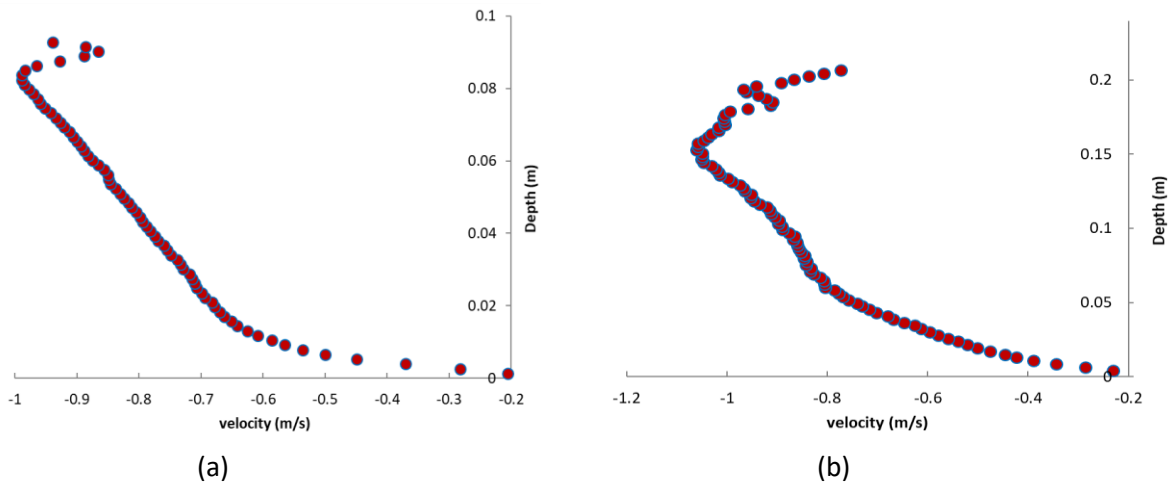 0.1
0.08
0.06
0.04
0.02
0
Depth (m)
-1 -0.9 -0.8 -0.7 -0.6 -0.5 -0.4 -0.3 -0.2
velocity (m/s)
(a)
0.2
0.15
0.1
0.05
0
Depth (m)
-1.2 -1 -0.8 -0.6 -0.4 -0.2
velocity (m/s)
(b)